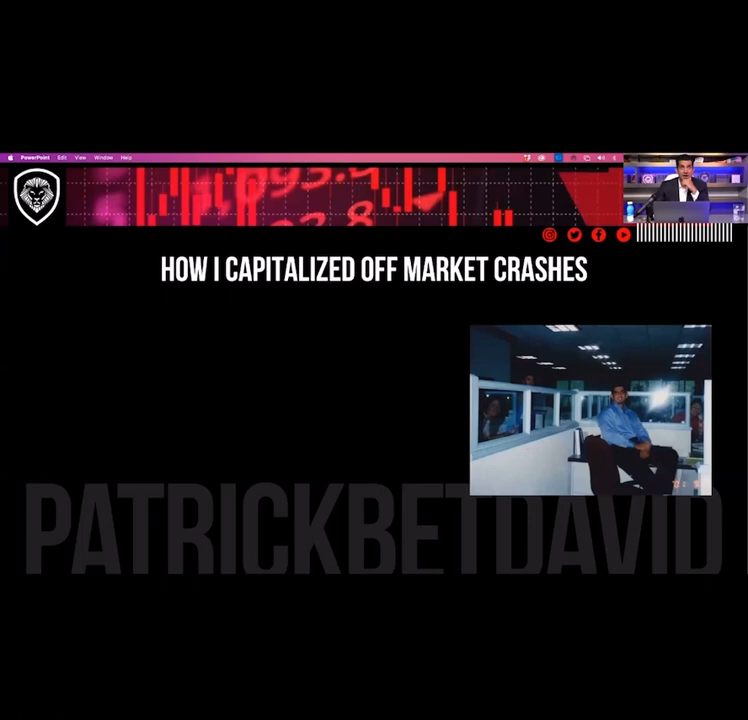 PowerPoint Edit View Window Help
HOW I CAPITALIZED OFF MARKET CRASHES
PATRICKBETDAVID